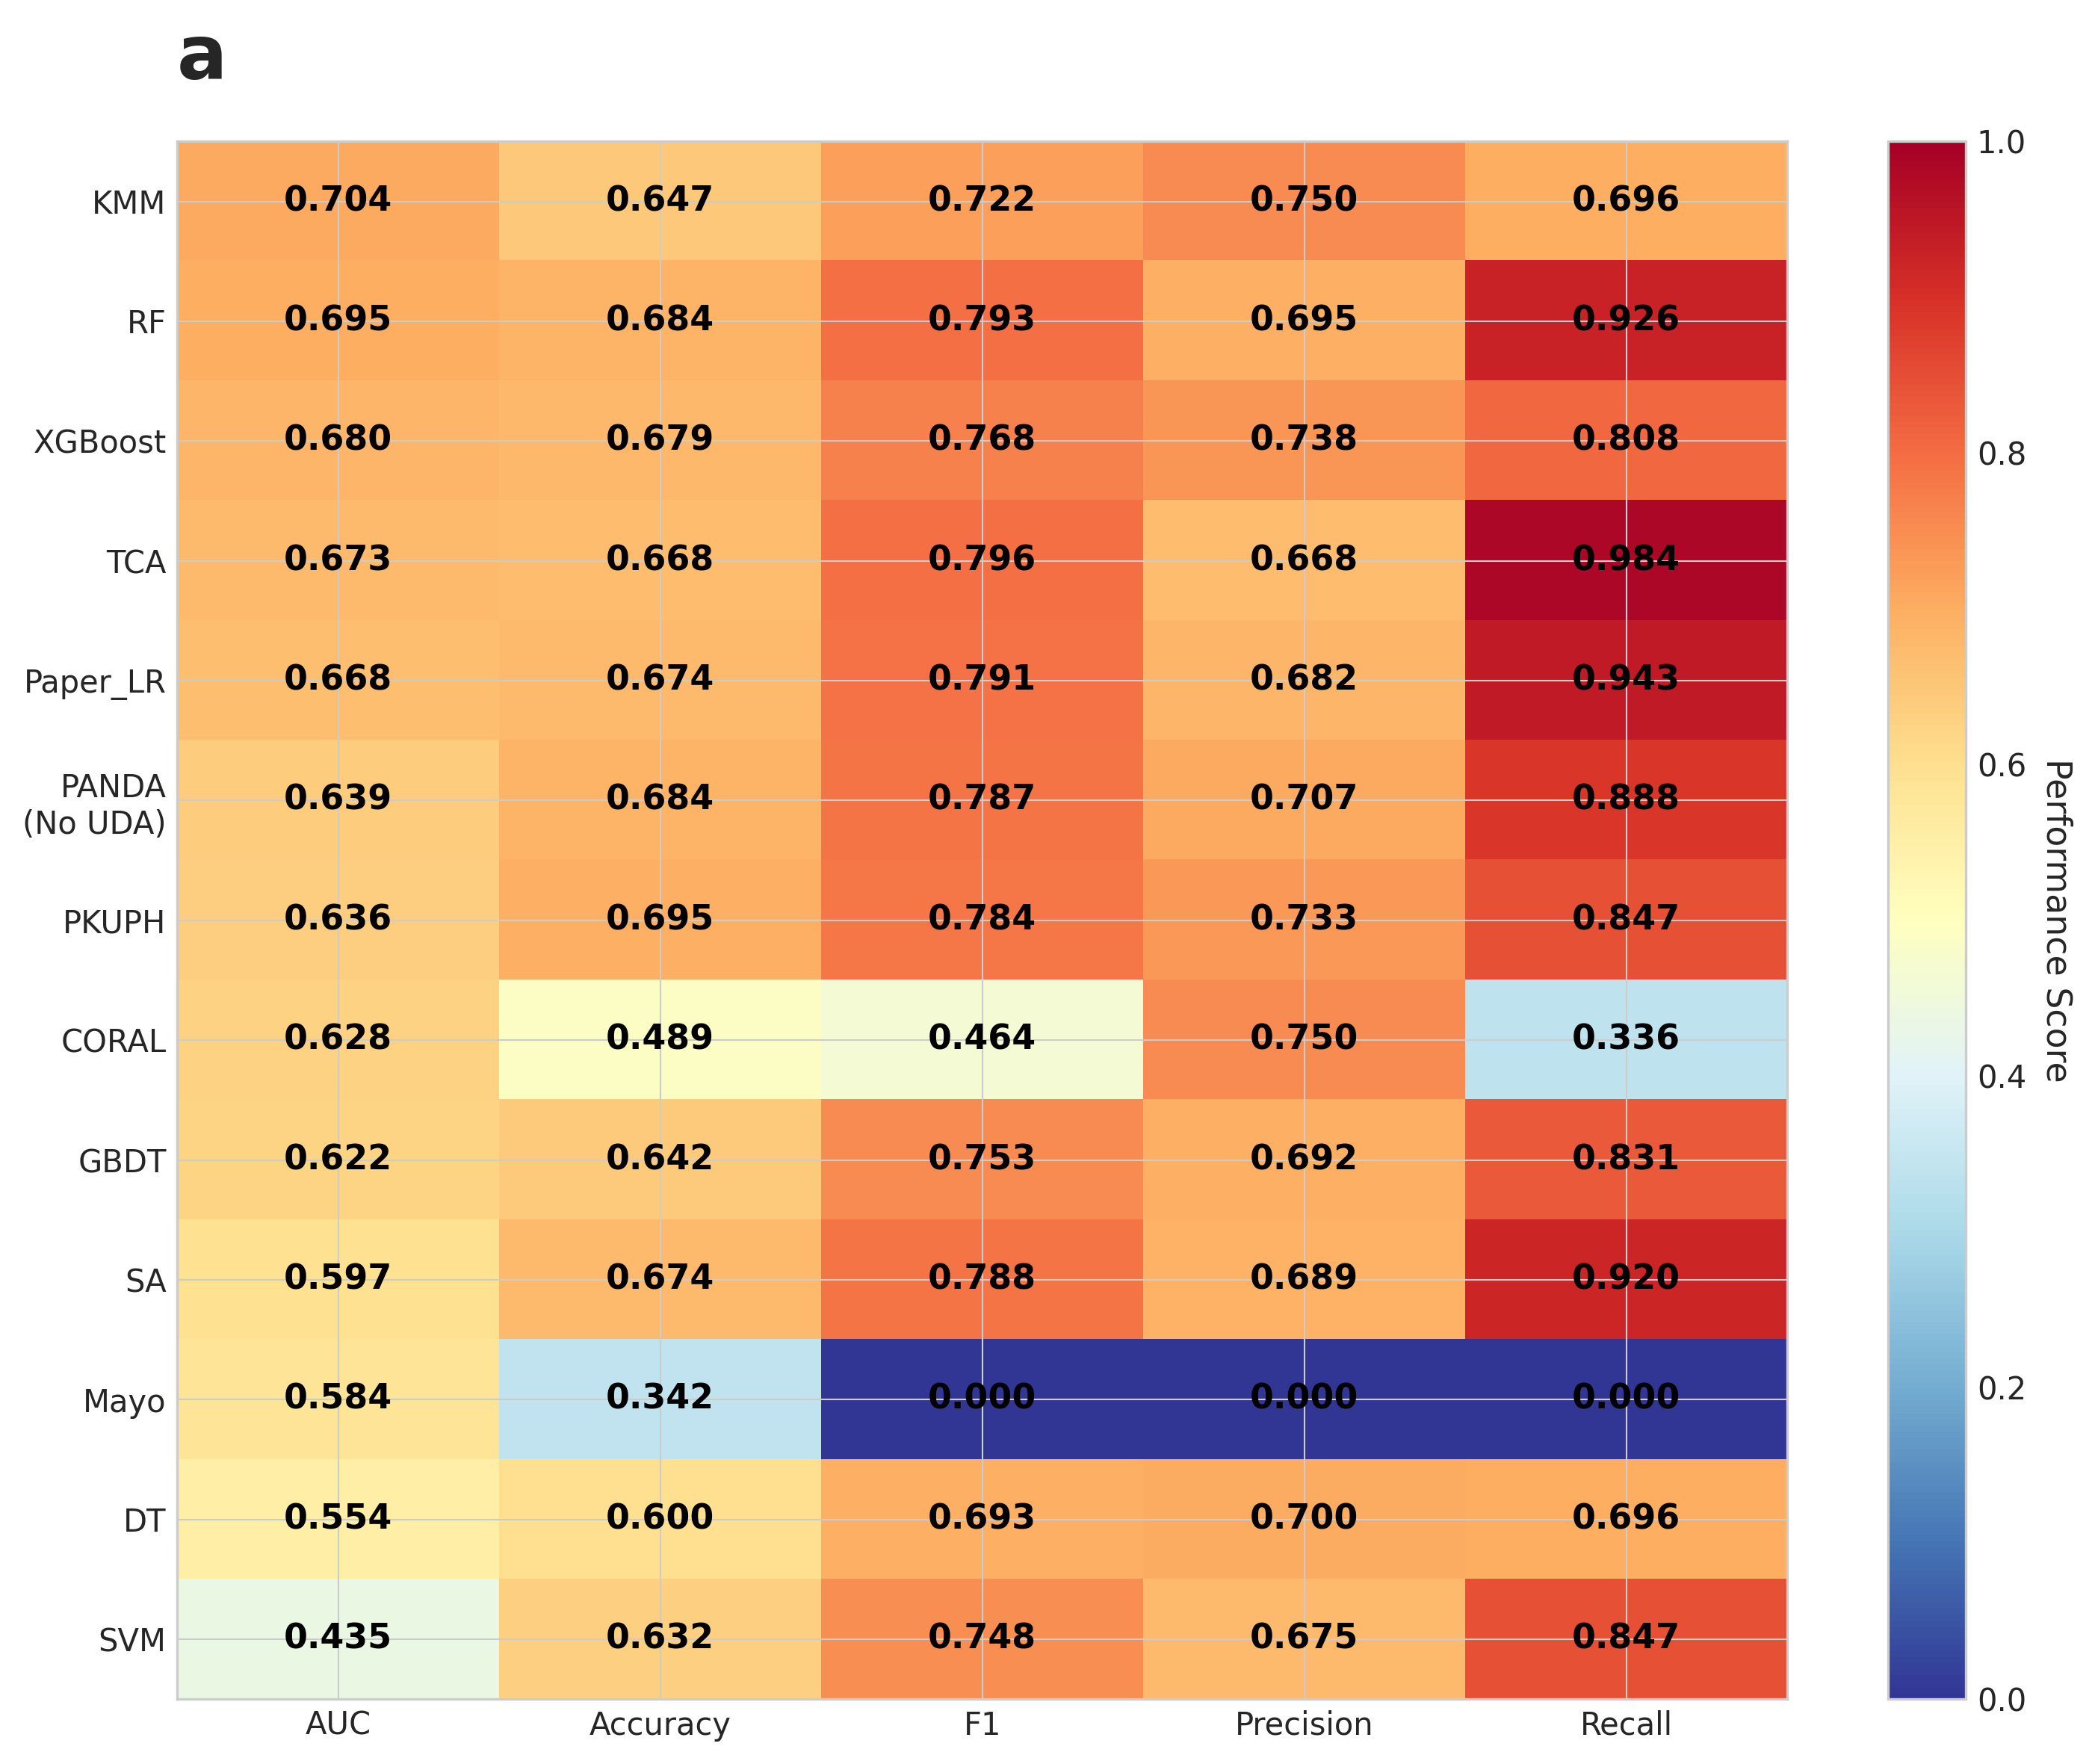 a
KMM 0.704 0.647 0.722 0.750 0.696
RF 0.695 0.684 0.793 0.695 0.926
XGBoost 0.680 0.679 0.768 0.738 0.808
TCA 0.673 0.668 0.796 0.668 0.984
Paper_LR 0.668 0.674 0.791 0.682 0.943
PANDA
(No UDA) 0.639 0.684 0.787 0.707 0.888
PKUPH 0.636 0.695 0.784 0.733 0.847
CORAL 0.628 0.489 0.464 0.750 0.336
GBDT 0.622 0.642 0.753 0.692 0.831
SA 0.597 0.674 0.788 0.689 0.920
Mayo 0.584 0.342 0.000 0.000 0.000
DT 0.554 0.600 0.693 0.700 0.696
SVM 0.435 0.632 0.748 0.675 0.847
AUC Accuracy F1 Precision Recall
1.0
0.8
0.6
0.4
0.2
0.0
Performance Score